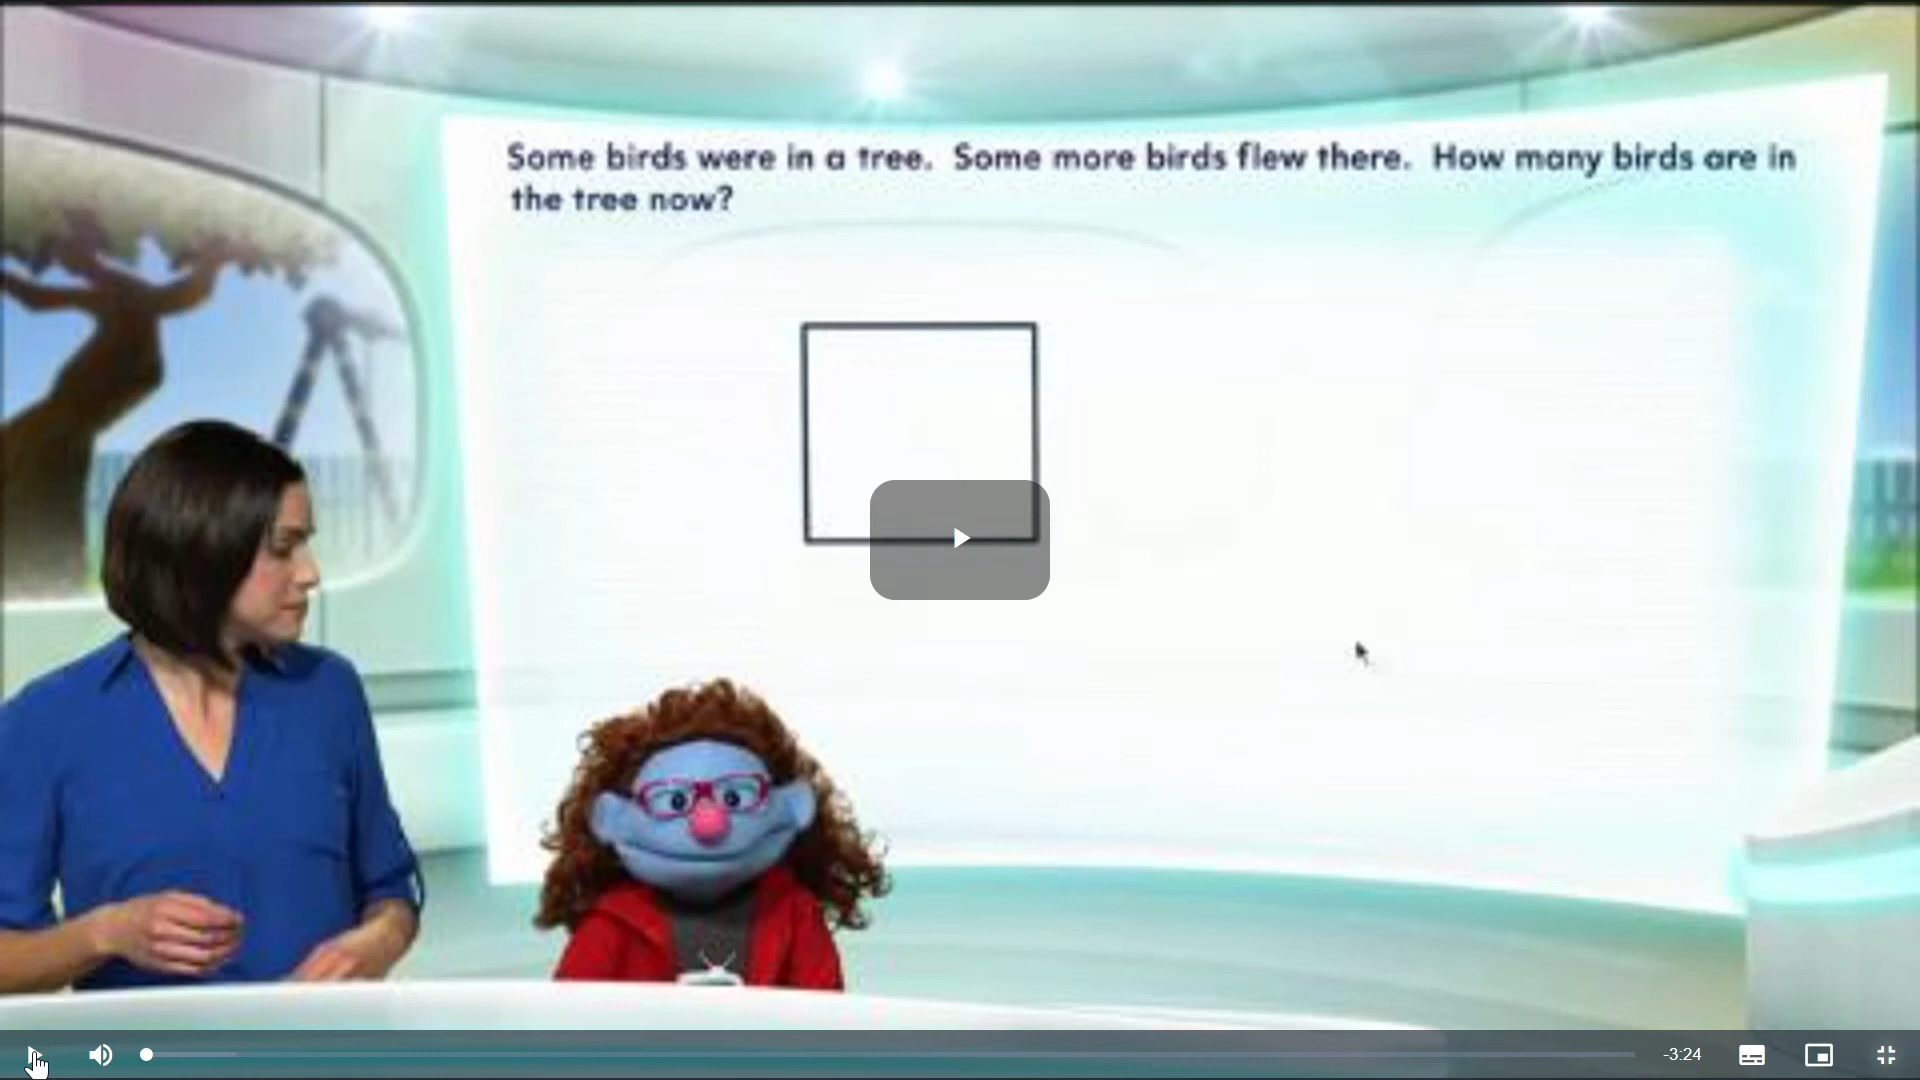 Some birds were in a tree.  Some more birds flew there.  How many birds are in
the tree now?
-3:24